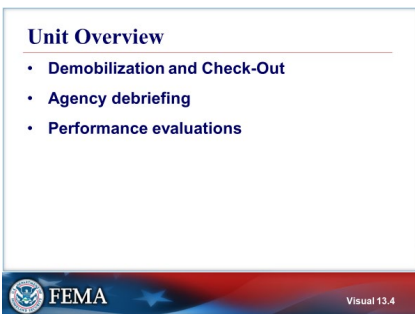 Unit Overview
• Demobilization and Check-Out
• Agency debriefing
• Performance evaluations
FEMA
Visual 13.4